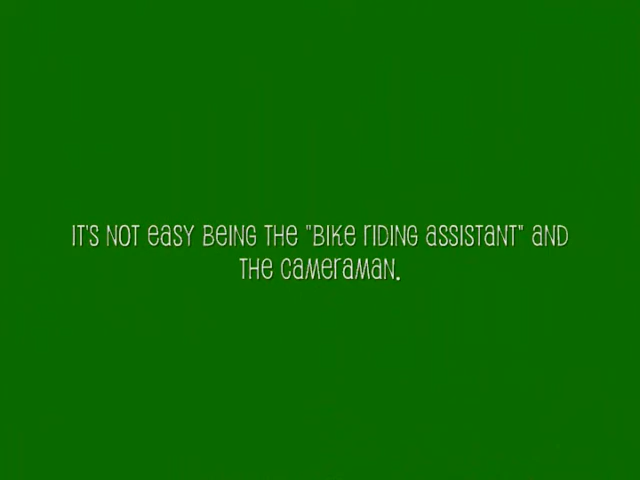 IT'S NOT eaSY BeiNG THe "BiKe riDiNG aSSiSTaNT" aND
THe CaMeraMaN.